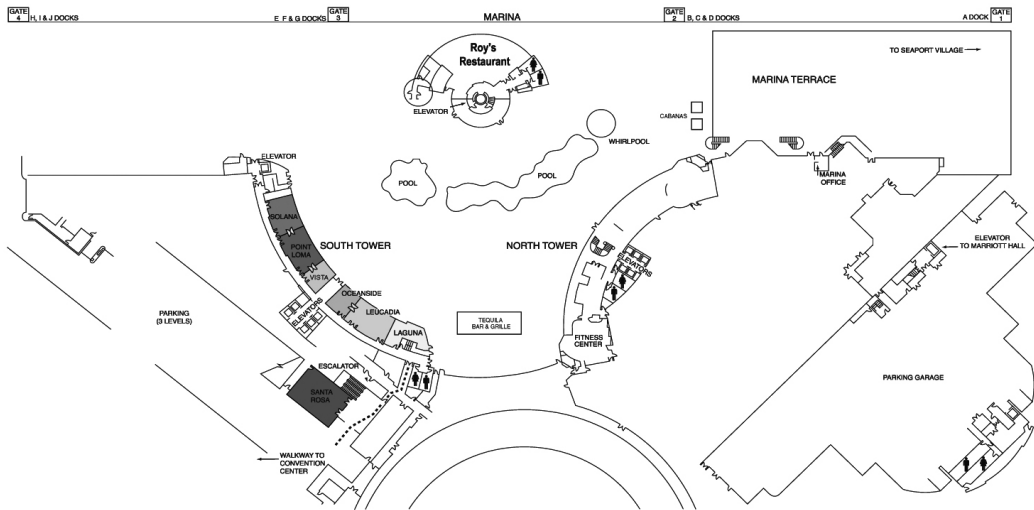 GATE
4
H, I & J DOCKS
E F & G DOCKS
GATE
3
MARINA
GATE
2
B, C & D DOCKS
A DOCK
GATE
1
Roy's
Restaurant
ELEVATOR
TO SEAPORT VILLAGE
MARINA TERRACE
CABANAS
WHIRLPOOL
POOL
POOL
MARINA
OFFICE
ELEVATOR
SOLANA
POINT
LOMA
VISTA
SOUTH TOWER
NORTH TOWER
ELEVATORS
ELEVATOR
TO MARRIOTT HALL
OCEANSIDE
LEUCADIA
LAGUNA
ELEVATORS
PARKING
(3 LEVELS)
TEQUILA
BAR & GRILLE
FITNESS
CENTER
ESCALATOR
SANTA
ROSA
PARKING GARAGE
WALKWAY TO
CONVENTION
CENTER